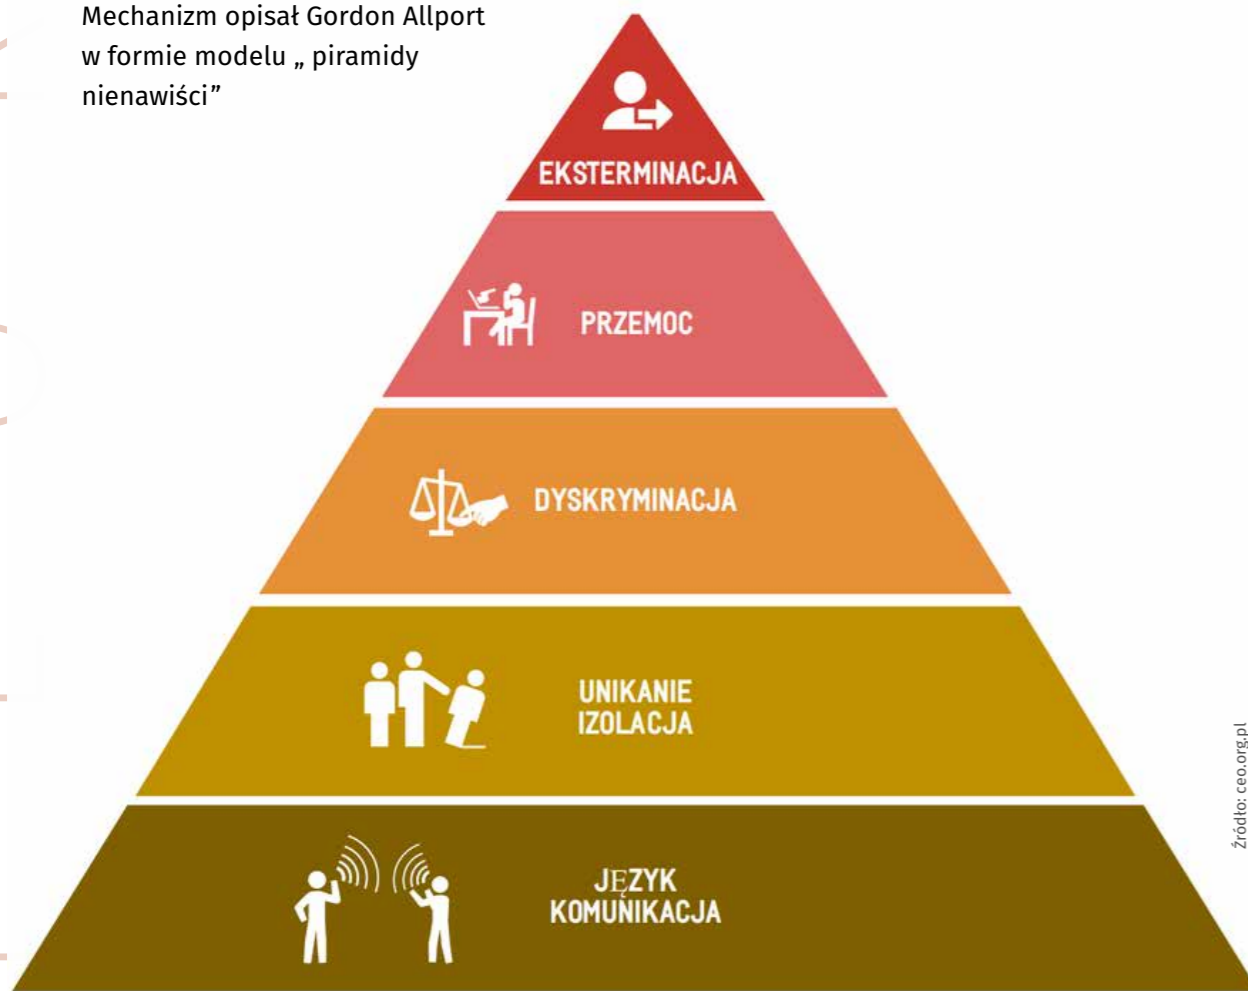 Mechanizm opisał Gordon Allport
w formie modelu „ piramidy
nienawiści”
EKSTERMINACJA
PRZEMOC
DYSKRYMINACJA
UNIKANIE
IZOLACJA
JĘZYK
KOMUNIKACJA
Źródło: ceo.org.pl